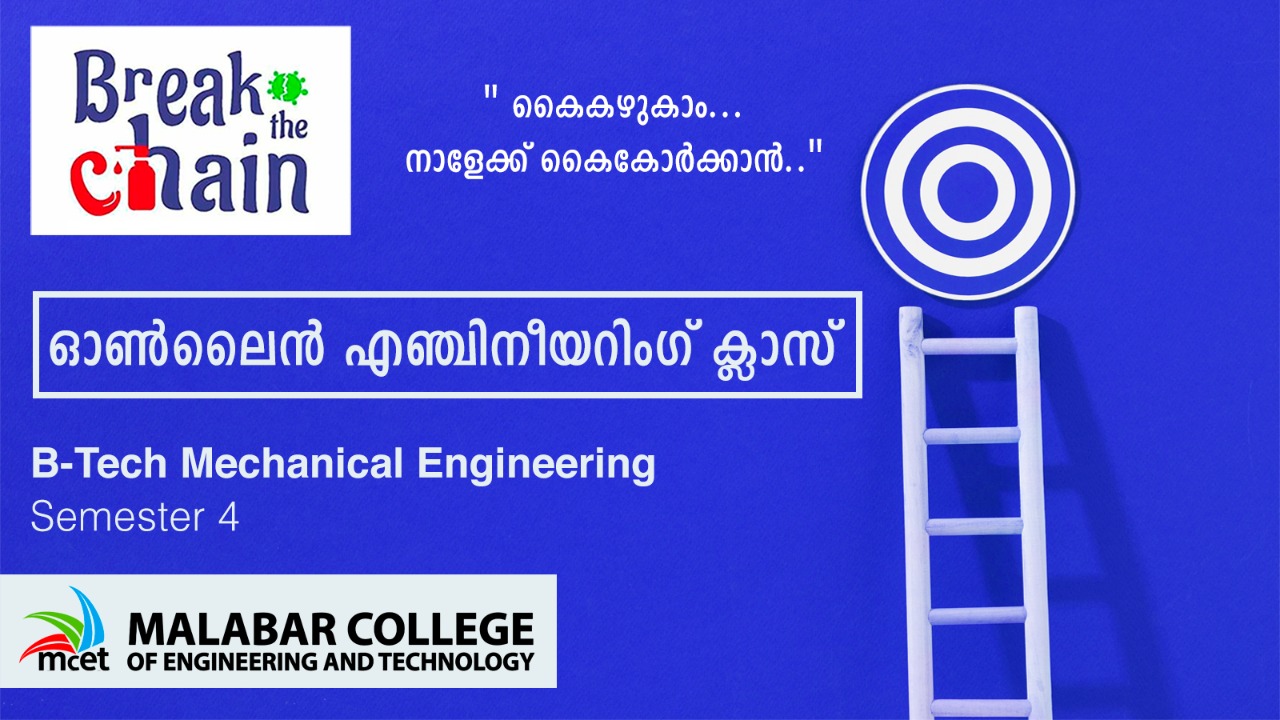 Break
the
chain
" കൈകഴുകാം...
നാളേക്ക് കൈകോർക്കാൻ.."
ഓൺലൈൻ എഞ്ചിനീയറിംഗ് ക്ലാസ്
B-Tech Mechanical Engineering
Semester 4
mcet
MALABAR COLLEGE
OF ENGINEERING AND TECHNOLOGY